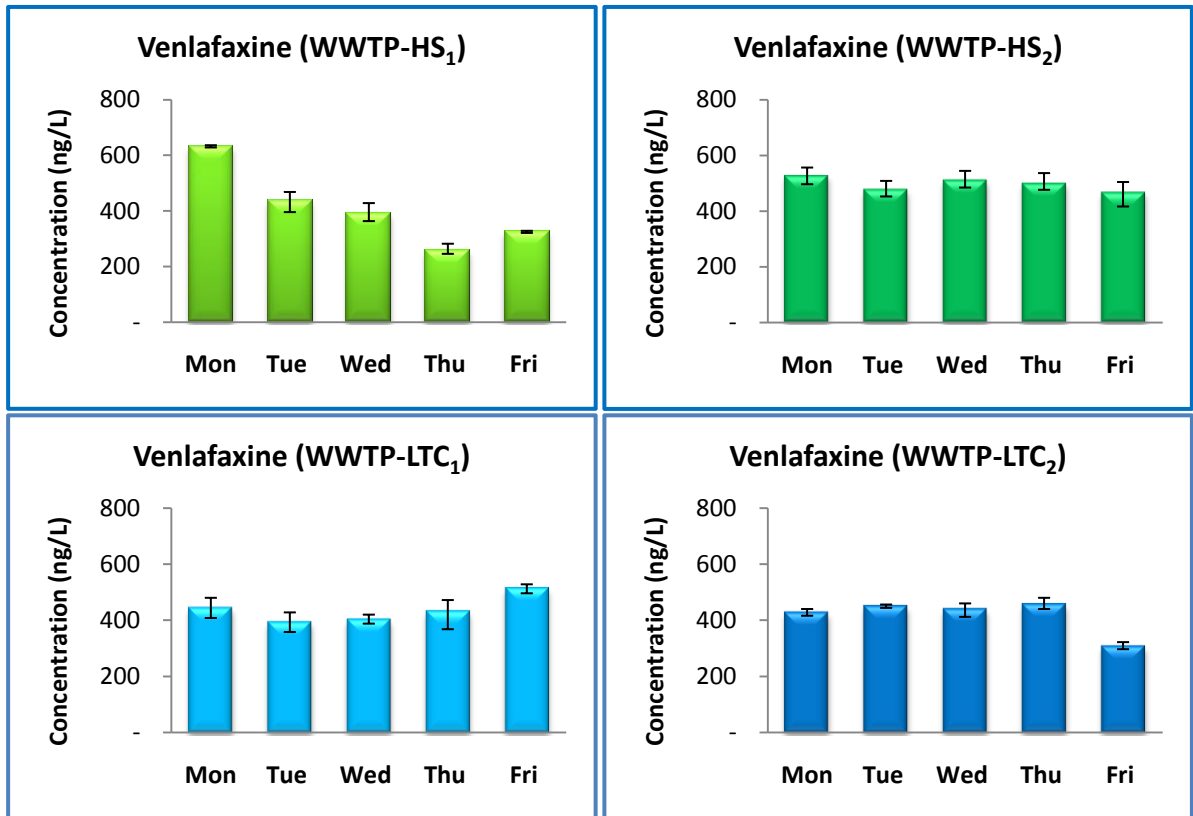 Venlafaxine (WWTP-HS₁)
Concentration (ng/L)
800
600
400
200
-
Mon Tue Wed Thu Fri
Venlafaxine (WWTP-HS₂)
Concentration (ng/L)
800
600
400
200
-
Mon Tue Wed Thu Fri
Venlafaxine (WWTP-LTC₁)
Concentration (ng/L)
800
600
400
200
-
Mon Tue Wed Thu Fri
Venlafaxine (WWTP-LTC₂)
Concentration (ng/L)
800
600
400
200
-
Mon Tue Wed Thu Fri